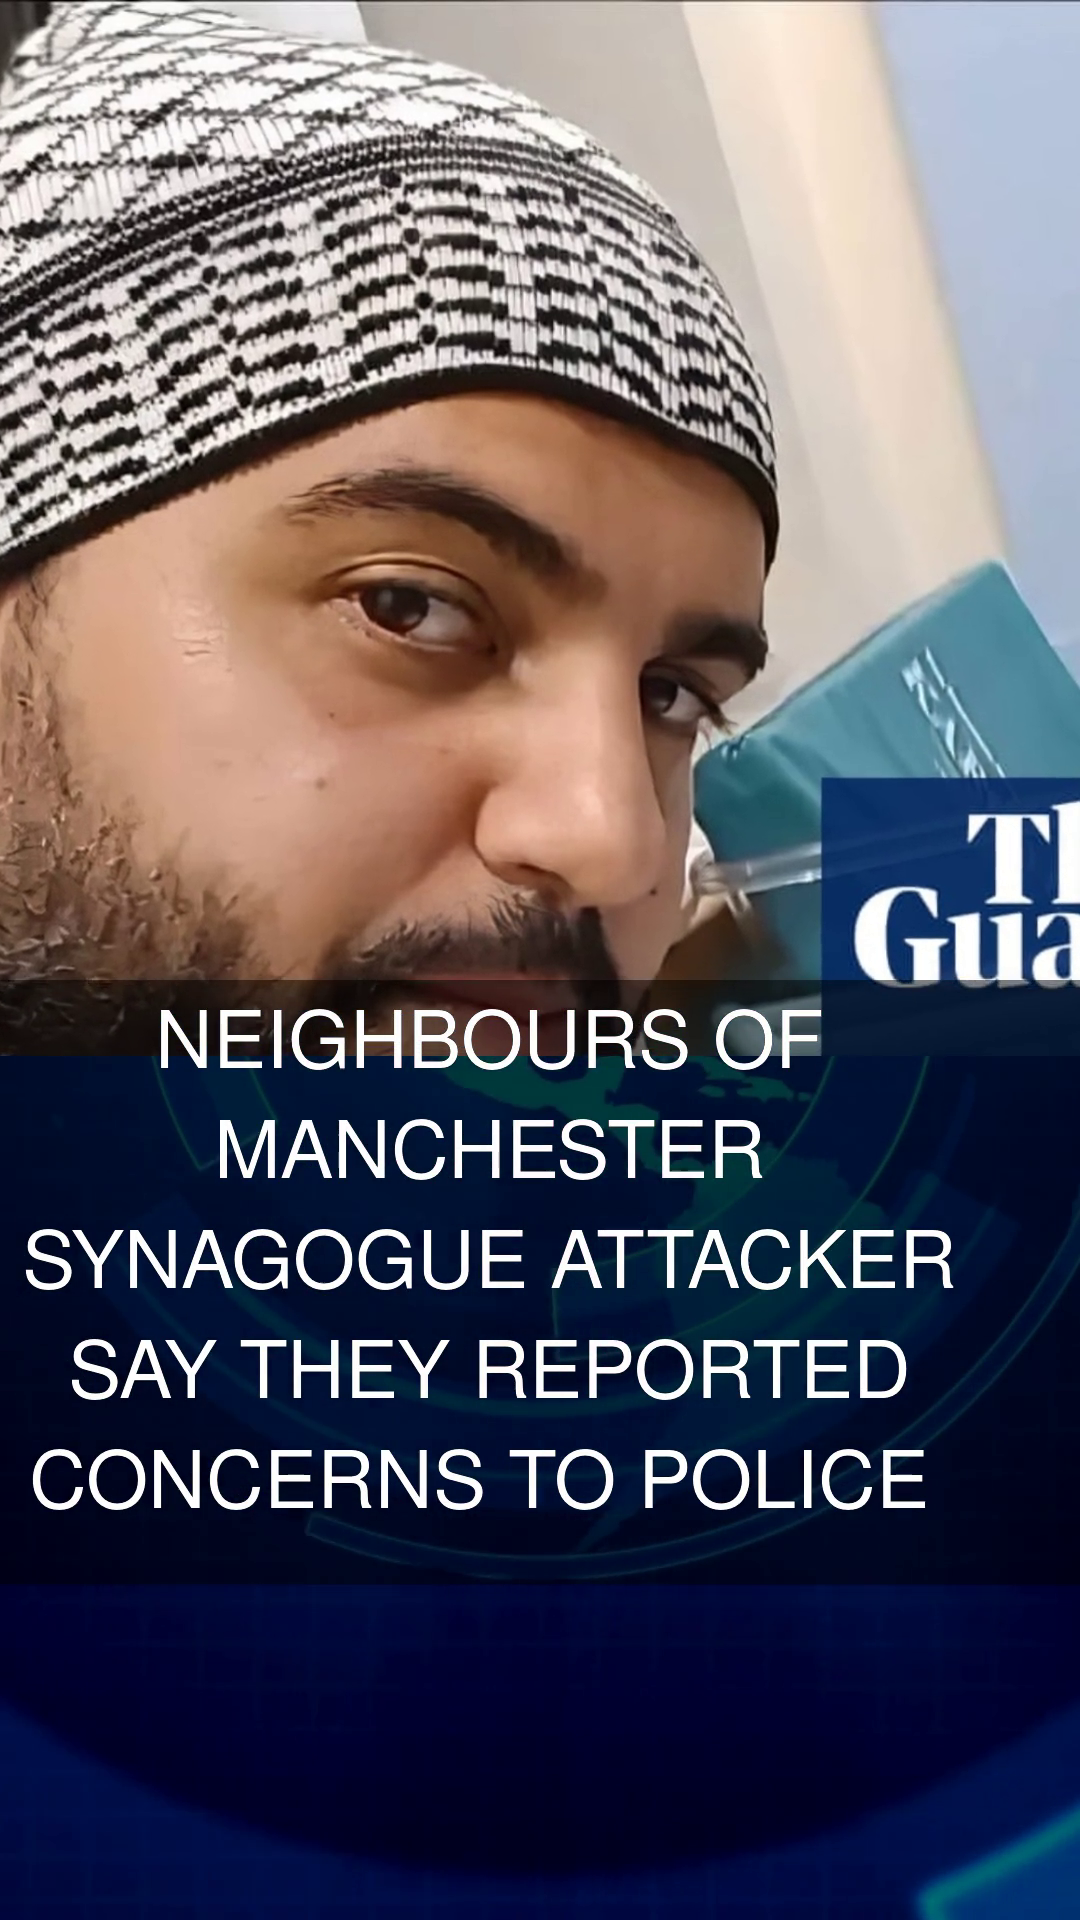 NEIGHBOURS OF
MANCHESTER
SYNAGOGUE ATTACKER
SAY THEY REPORTED
CONCERNS TO POLICE